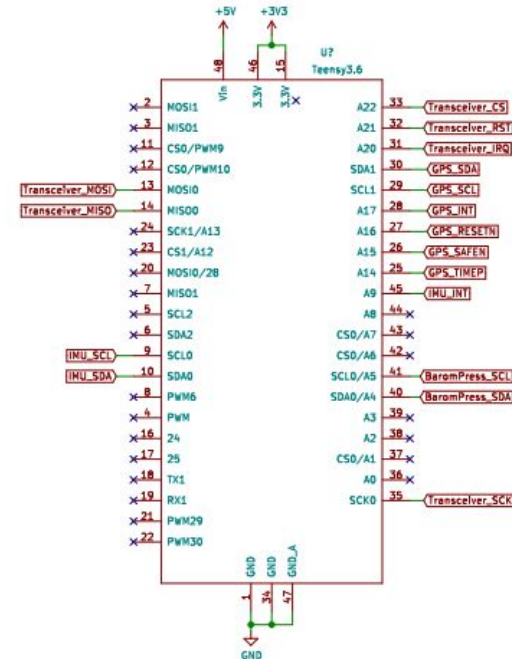 +5V
+3V3
U?
Teensy3.6
48
46
15
Vin
3.3V
3.3V
2 MOSI1
3 MISO1
11 CS0/PWM9
12 CS0/PWM10
Transceiver_MOSI 13 MOSI0
Transceiver_MISO 14 MISO0
24 SCK1/A13
23 CS1/A12
20 MOSI0/28
7 MISO1
5 SCL2
6 SDA2
IMU_SCL 9 SCL0
IMU_SDA 10 SDA0
8 PWM6
4 PWM
16 24
17 25
18 TX1
19 RX1
21 PWM29
22 PWM30
A22 33 Transceiver_CS
A21 32 Transceiver_RST
A20 31 Transceiver_IRQ
SDA1 30 GPS_SDA
SCL1 29 GPS_SCL
A17 28 GPS_INT
A16 27 GPS_RESETN
A15 26 GPS_SAFEN
A14 25 GPS_TIMEP
A9 45 IMU_INT
A8 44
CS0/A7 43
CS0/A6 42
SCL0/A5 41 BaromPress_SCL
SDA0/A4 40 BaromPress_SDA
A3 39
A2 38
CS0/A1 37
A0 36
SCK0 35 Transceiver_SCK
GND
GND
GND_A
1
34
47
GND